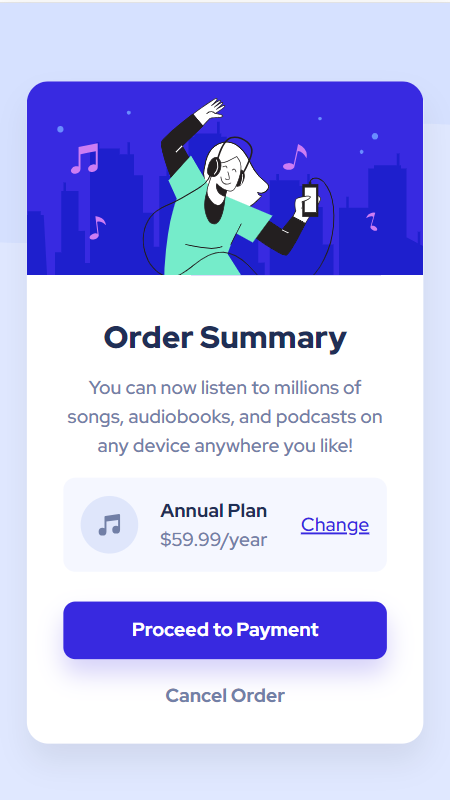 Order Summary
You can now listen to millions of
songs, audiobooks, and podcasts on
any device anywhere you like!
Annual Plan
$59.99/year
Change
Proceed to Payment
Cancel Order